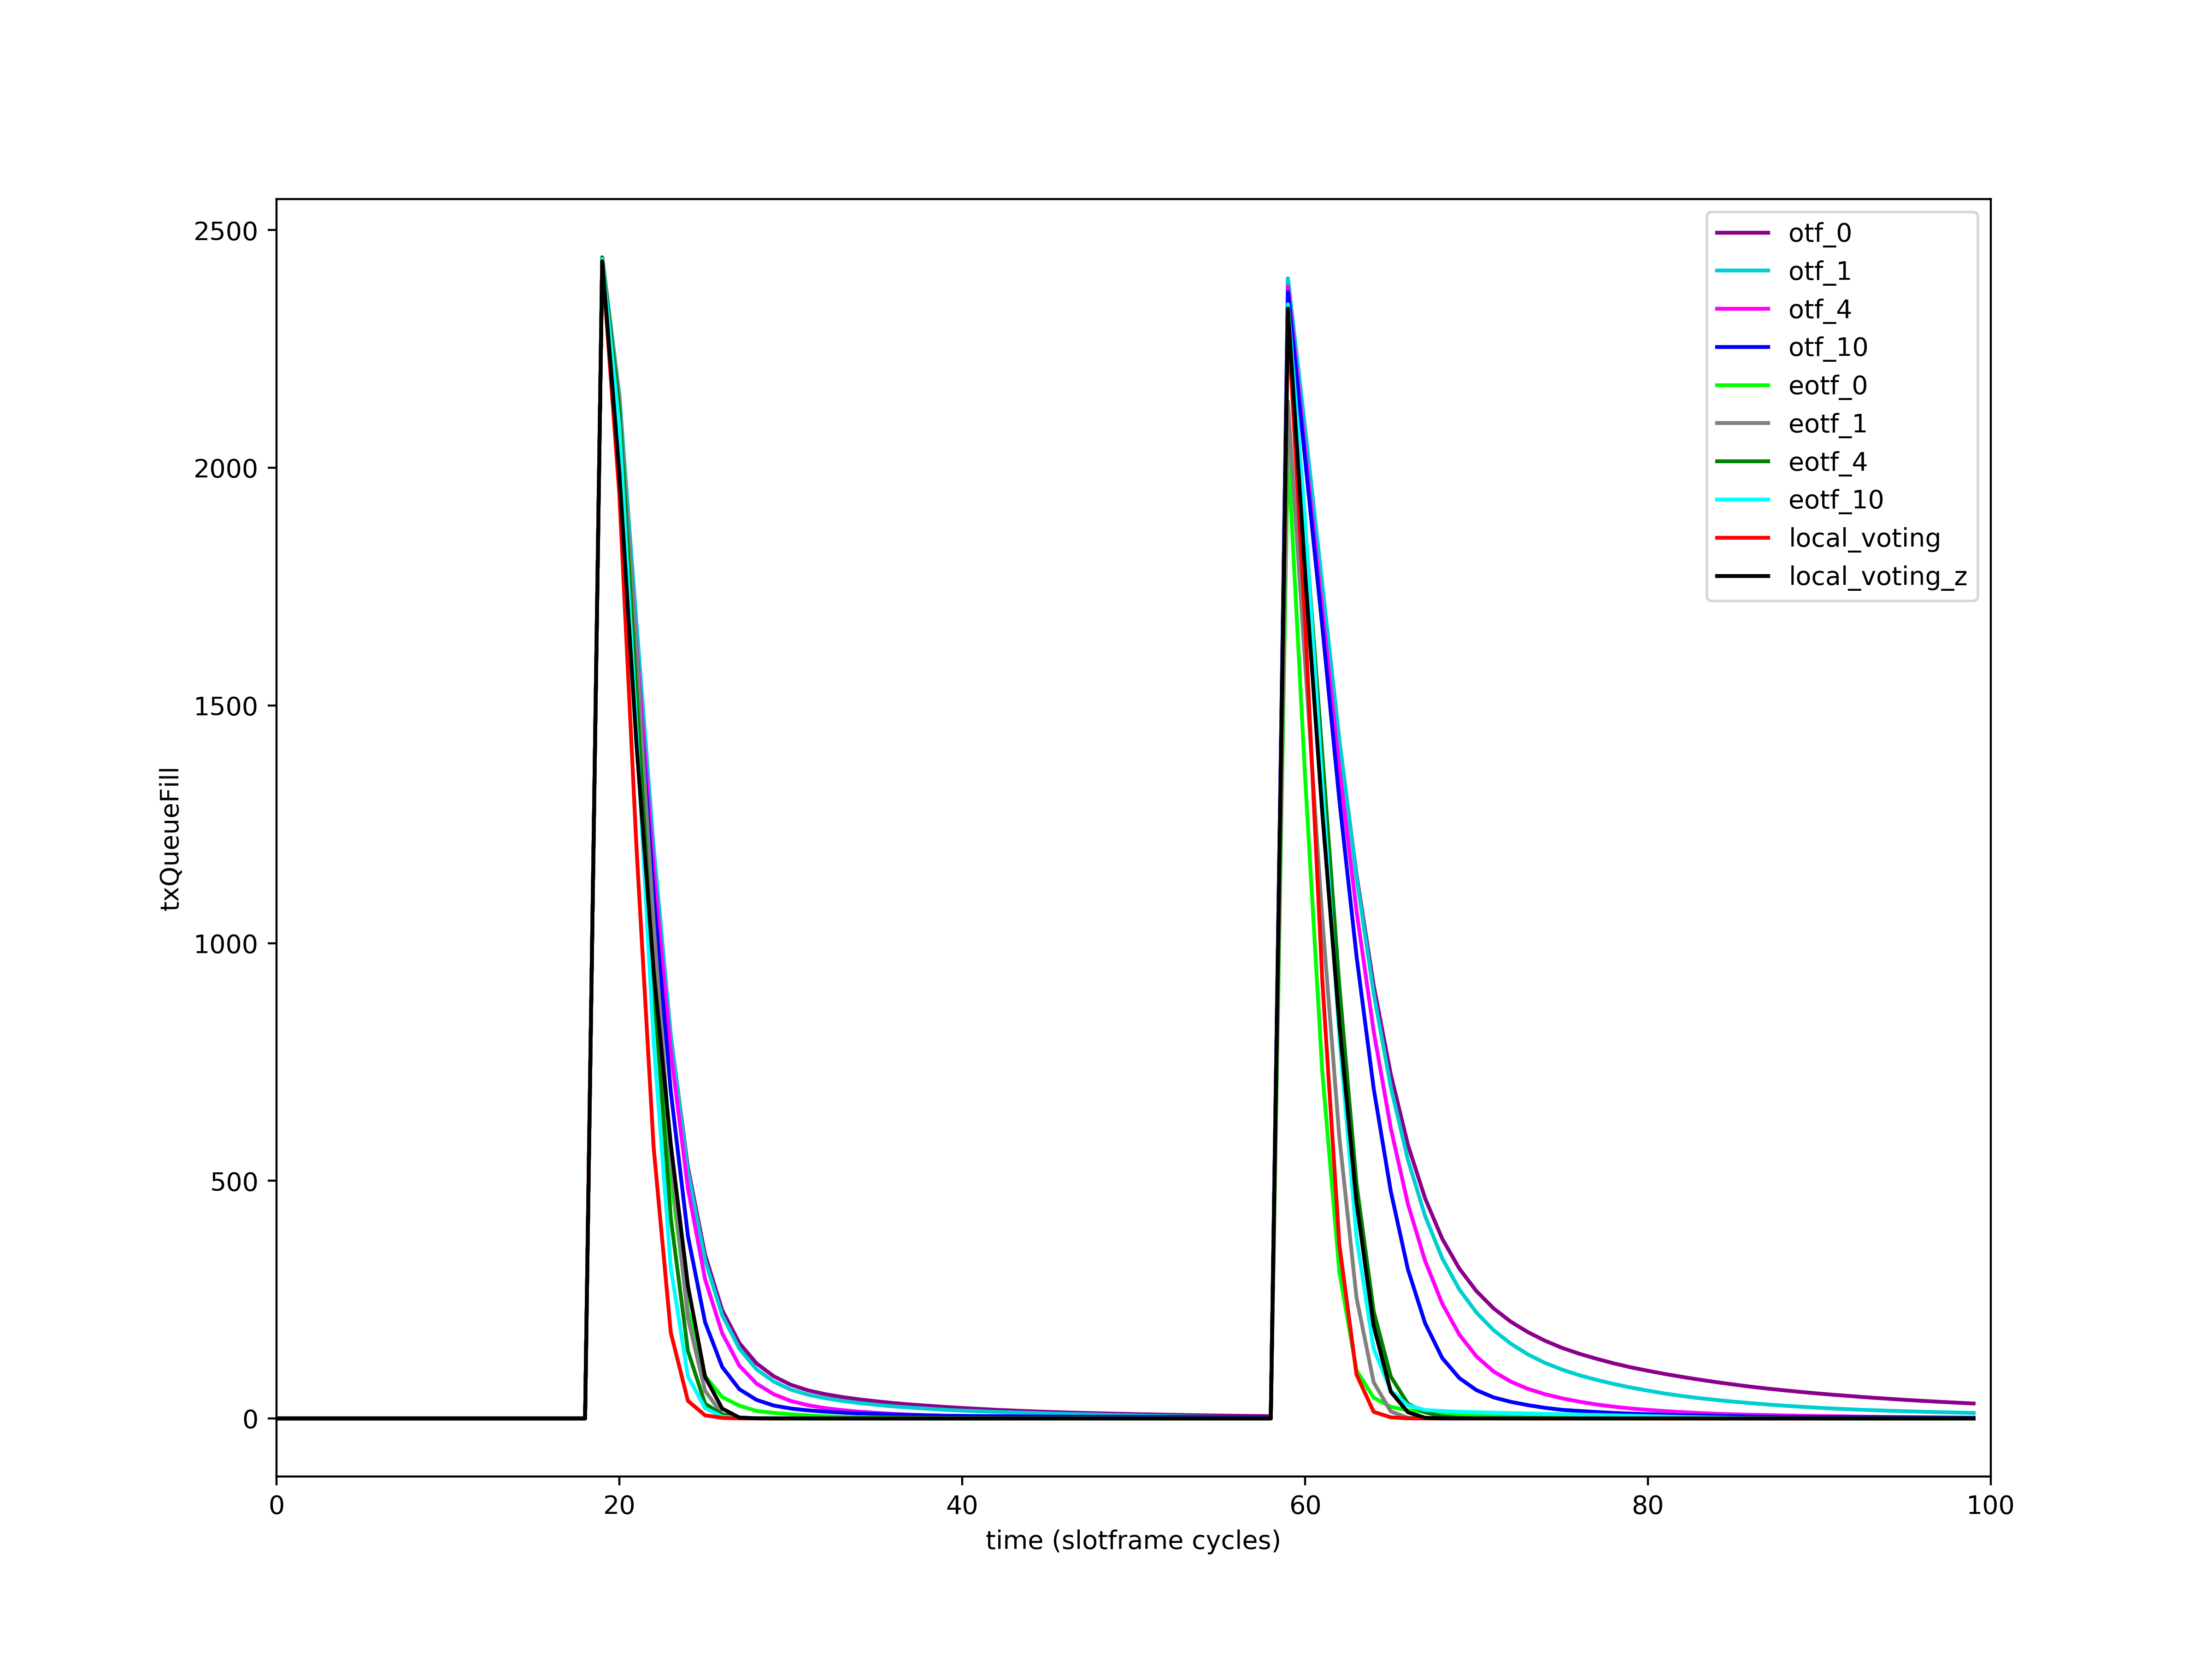 2500
2000
1500
1000
500
0
txQueueFill
0 20 40 60 80 100
time (slotframe cycles)
otf_0
otf_1
otf_4
otf_10
eotf_0
eotf_1
eotf_4
eotf_10
local_voting
local_voting_z